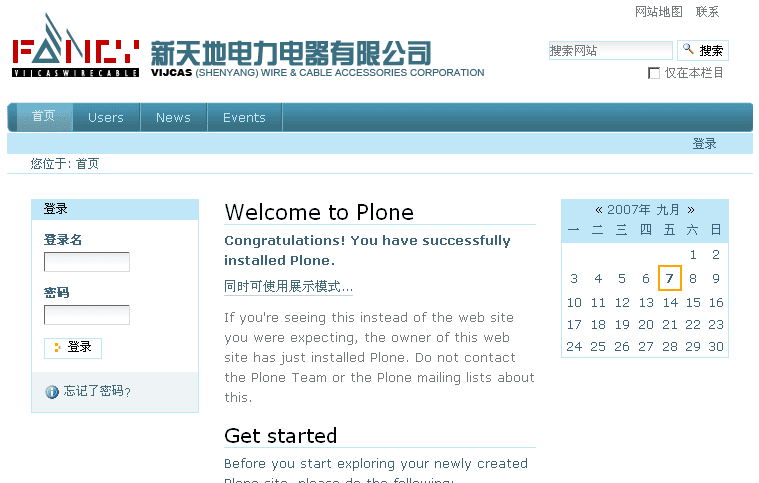 网站地图 联系
FANCY
VIJCASWIRECABLE
新天地电力电器有限公司
VIJCAS (SHENYANG) WIRE & CABLE ACCESSORIES CORPORATION
搜索网站 搜索
仅在本栏目
首页 Users News Events
登录
您位于: 首页
登录
登录名
密码
登录
忘记了密码?
Welcome to Plone
Congratulations! You have successfully
installed Plone.
同时可使用展示模式...
If you're seeing this instead of the web site
you were expecting, the owner of this web
site has just installed Plone. Do not contact
the Plone Team or the Plone mailing lists about
this.
Get started
Before you start exploring your newly created
Plone site, please do the following:
« 2007年 九月 »
一 二 三 四 五 六 日
1 2
3 4 5 6 7 8 9
10 11 12 13 14 15 16
17 18 19 20 21 22 23
24 25 26 27 28 29 30